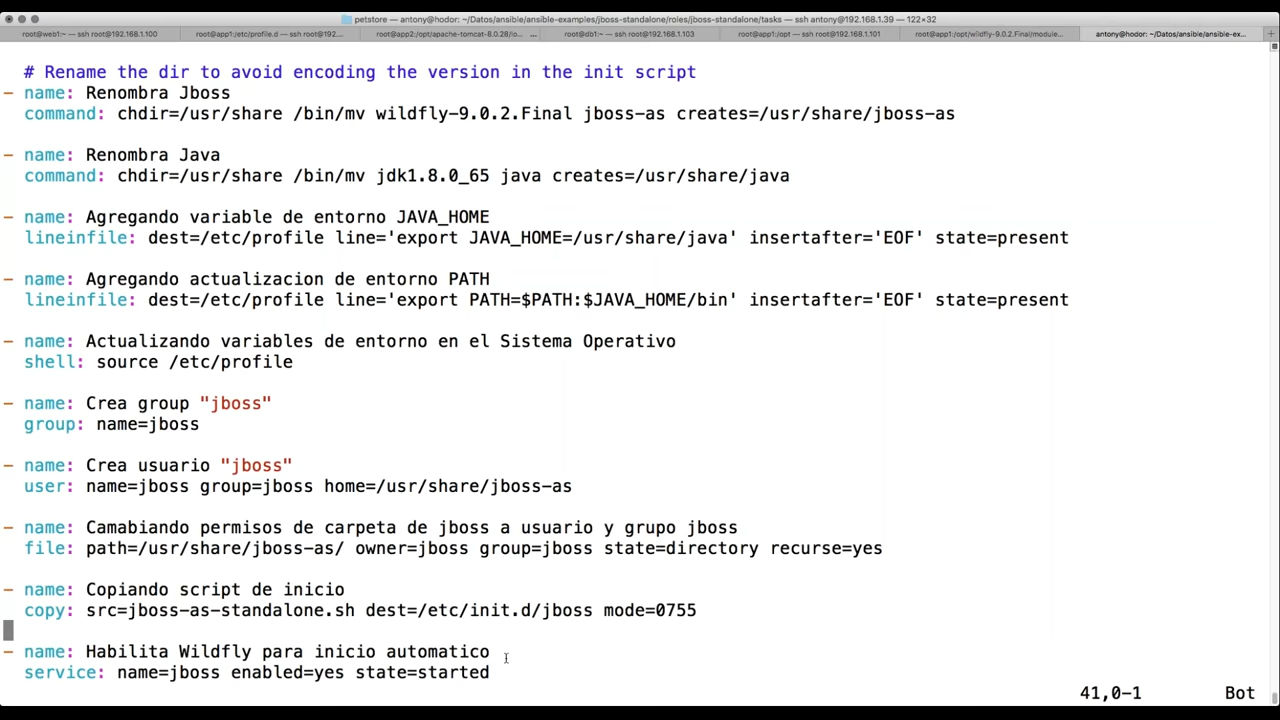 petstore — antony@hodor: ~/Datos/ansible/ansible-examples/jboss-standalone/roles/jboss-standalone/tasks — ssh antony@192.168.1.39 — 122×32
root@web1:~ — ssh root@192.168.1.100
root@app1:/etc/profile.d — ssh root@192....
root@app2:/opt/apache-tomcat-8.0.28/lo... ...
root@db1:~ — ssh root@192.168.1.103
root@app1:/opt — ssh root@192.168.1.101
root@app1:/opt/wildfly-9.0.2.Final/module...
antony@hodor: ~/Datos/ansible/ansible-ex...
# Rename the dir to avoid encoding the version in the init script
- name: Renombra Jboss
command: chdir=/usr/share /bin/mv wildfly-9.0.2.Final jboss-as creates=/usr/share/jboss-as
- name: Renombra Java
command: chdir=/usr/share /bin/mv jdk1.8.0_65 java creates=/usr/share/java
- name: Agregando variable de entorno JAVA_HOME
lineinfile: dest=/etc/profile line='export JAVA_HOME=/usr/share/java' insertafter='EOF' state=present
- name: Agregando actualizacion de entorno PATH
lineinfile: dest=/etc/profile line='export PATH=$PATH:$JAVA_HOME/bin' insertafter='EOF' state=present
- name: Actualizando variables de entorno en el Sistema Operativo
shell: source /etc/profile
- name: Crea group "jboss"
group: name=jboss
- name: Crea usuario "jboss"
user: name=jboss group=jboss home=/usr/share/jboss-as
- name: Camabiando permisos de carpeta de jboss a usuario y grupo jboss
file: path=/usr/share/jboss-as/ owner=jboss group=jboss state=directory recurse=yes
- name: Copiando script de inicio
copy: src=jboss-as-standalone.sh dest=/etc/init.d/jboss mode=0755
- name: Habilita Wildfly para inicio automatico
service: name=jboss enabled=yes state=started
41,0-1 Bot